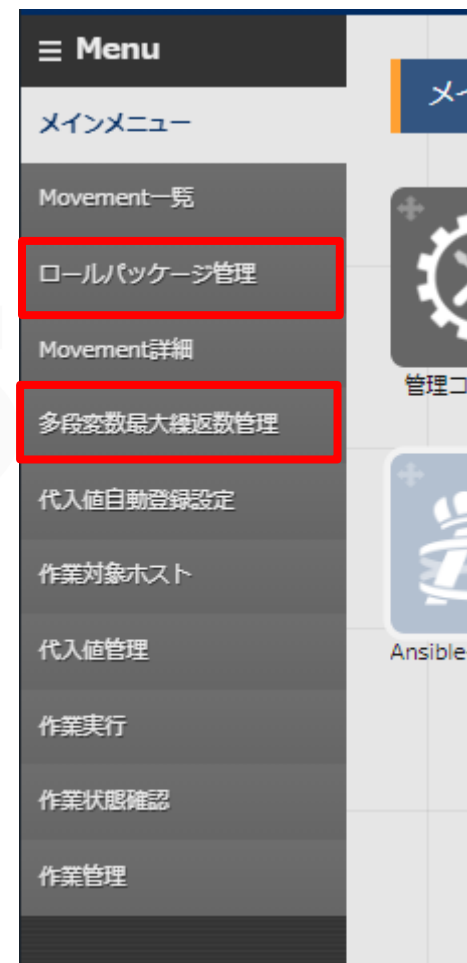 ≡ Menu
メインメニュー
Movement一覧
ロールパッケージ管理
Movement詳細
多段変数最大繰返数管理
代入値自動登録設定
作業対象ホスト
代入値管理
作業実行
作業状態確認
作業管理
メイ
管理コ
Ansible